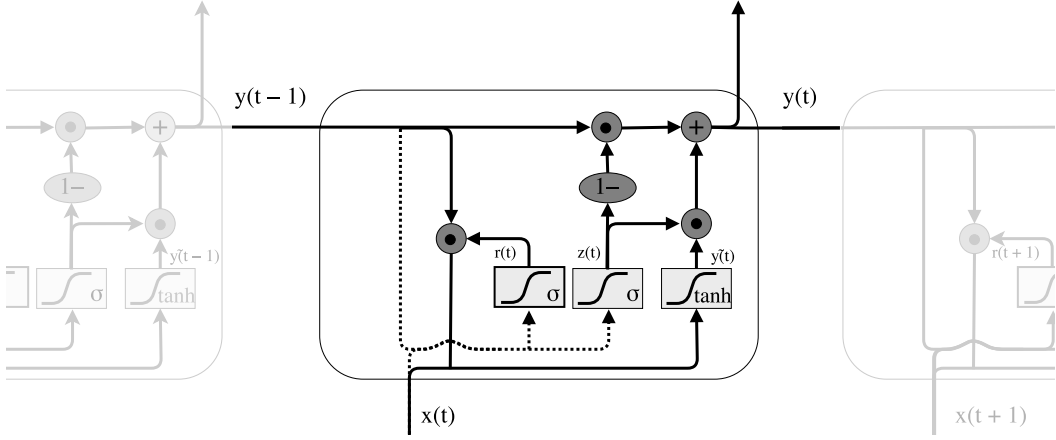 y(t − 1)
y(t)
+
+
1−
1−
r(t)
z(t)
ỹ(t)
ỹ(t − 1)
r(t + 1)
σ
tanh
σ
σ
tanh
σ
x(t)
x(t + 1)